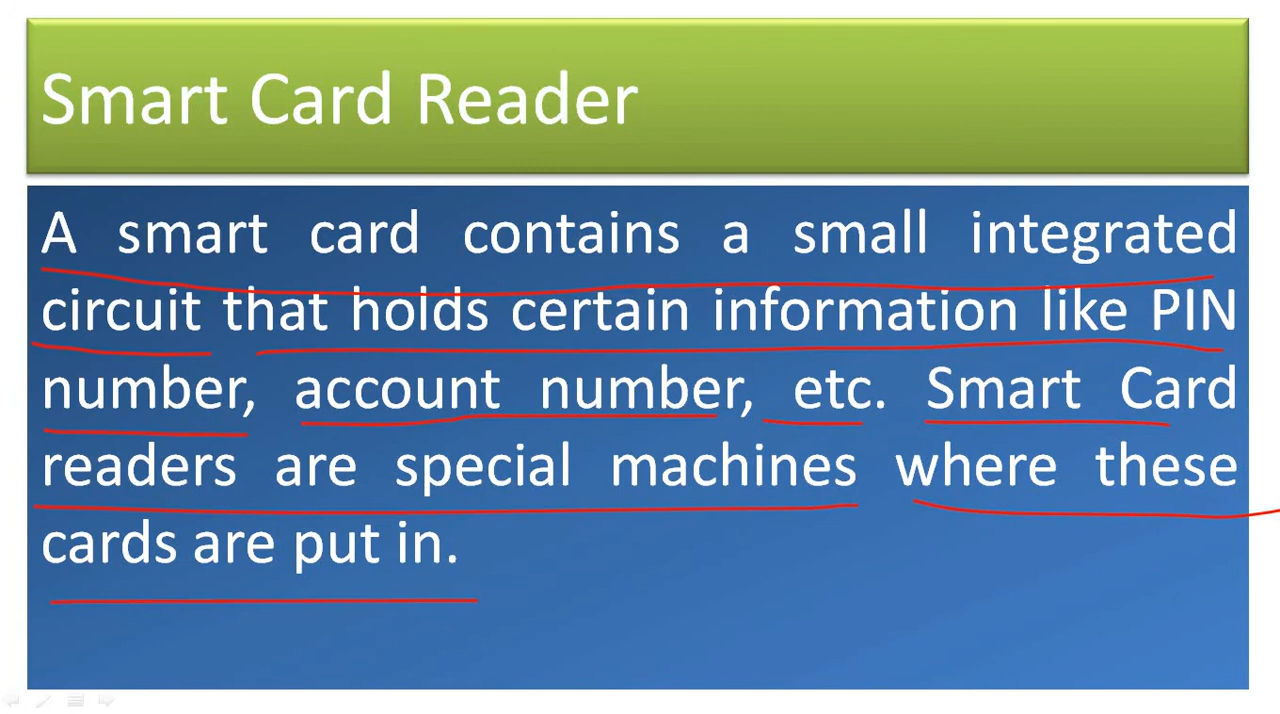 Smart Card Reader
A smart card contains a small integrated
circuit that holds certain information like PIN
number, account number, etc. Smart Card
readers are special machines where these
cards are put in.